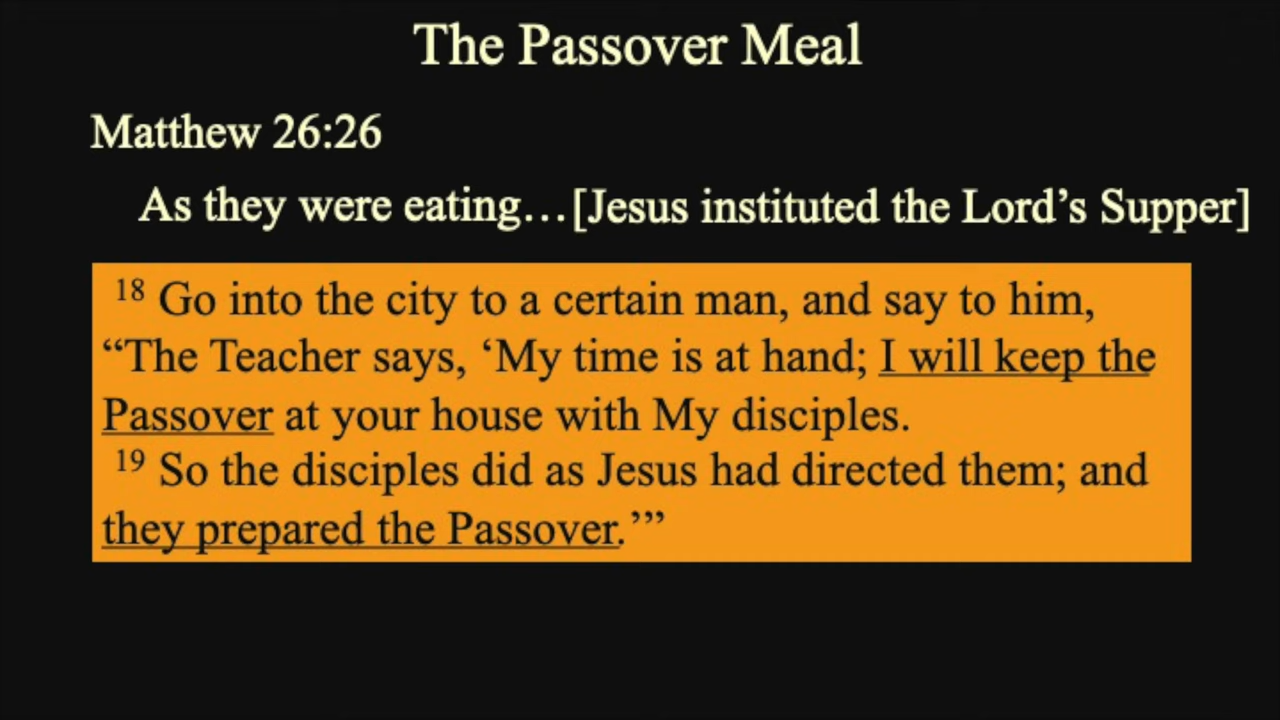 The Passover Meal
Matthew 26:26
As they were eating…[Jesus instituted the Lord’s Supper]
18 Go into the city to a certain man, and say to him,
“The Teacher says, ‘My time is at hand; I will keep the
Passover at your house with My disciples.
19 So the disciples did as Jesus had directed them; and
they prepared the Passover.’”